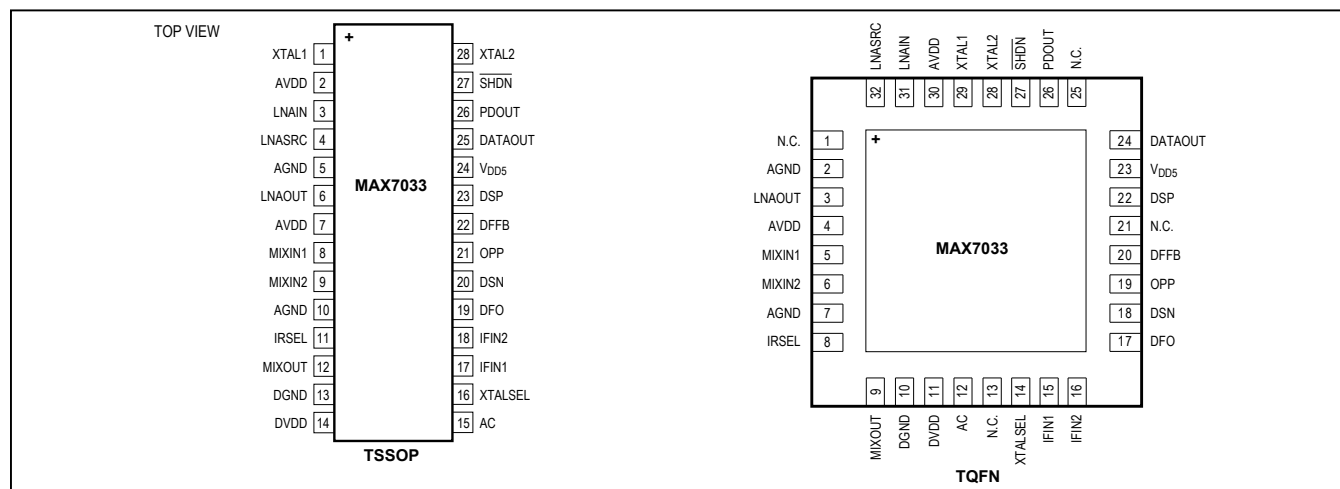 TOP VIEW
+
XTAL1 1
AVDD 2
LNAIN 3
LNASRC 4
AGND 5
LNAOUT 6
AVDD 7
MIXIN1 8
MIXIN2 9
AGND 10
IRSEL 11
MIXOUT 12
DGND 13
DVDD 14
MAX7033
28 XTAL2
27 SHDN
26 PDOUT
25 DATAOUT
24 VDD5
23 DSP
22 DFFB
21 OPP
20 DSN
19 DFO
18 IFIN2
17 IFIN1
16 XTALSEL
15 AC
TSSOP
LNASRC 32
LNAIN 31
AVDD 30
XTAL1 29
XTAL2 28
SHDN 27
PDOUT 26
N.C. 25
+
N.C. 1
AGND 2
LNAOUT 3
AVDD 4
MIXIN1 5
MIXIN2 6
AGND 7
IRSEL 8
MAX7033
24 DATAOUT
23 VDD5
22 DSP
21 N.C.
20 DFFB
19 OPP
18 DSN
17 DFO
MIXOUT 9
DGND 10
DVDD 11
AC 12
N.C. 13
XTALSEL 14
IFIN1 15
IFIN2 16
TQFN